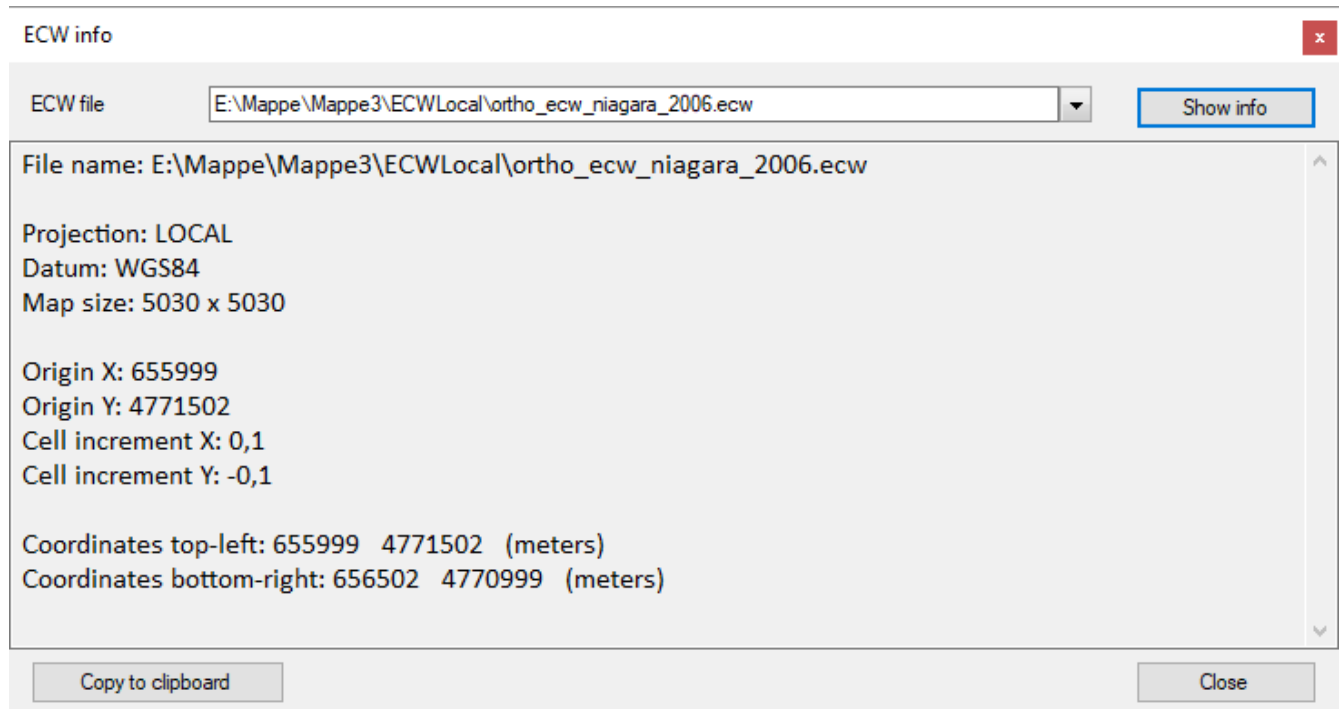 ECW info
x
ECW file E:\Mappe\Mappe3\ECWLocal\ortho_ecw_niagara_2006.ecw Show info
File name: E:\Mappe\Mappe3\ECWLocal\ortho_ecw_niagara_2006.ecw
Projection: LOCAL
Datum: WGS84
Map size: 5030 x 5030
Origin X: 655999
Origin Y: 4771502
Cell increment X: 0,1
Cell increment Y: -0,1
Coordinates top-left: 655999 4771502 (meters)
Coordinates bottom-right: 656502 4770999 (meters)
Copy to clipboard Close